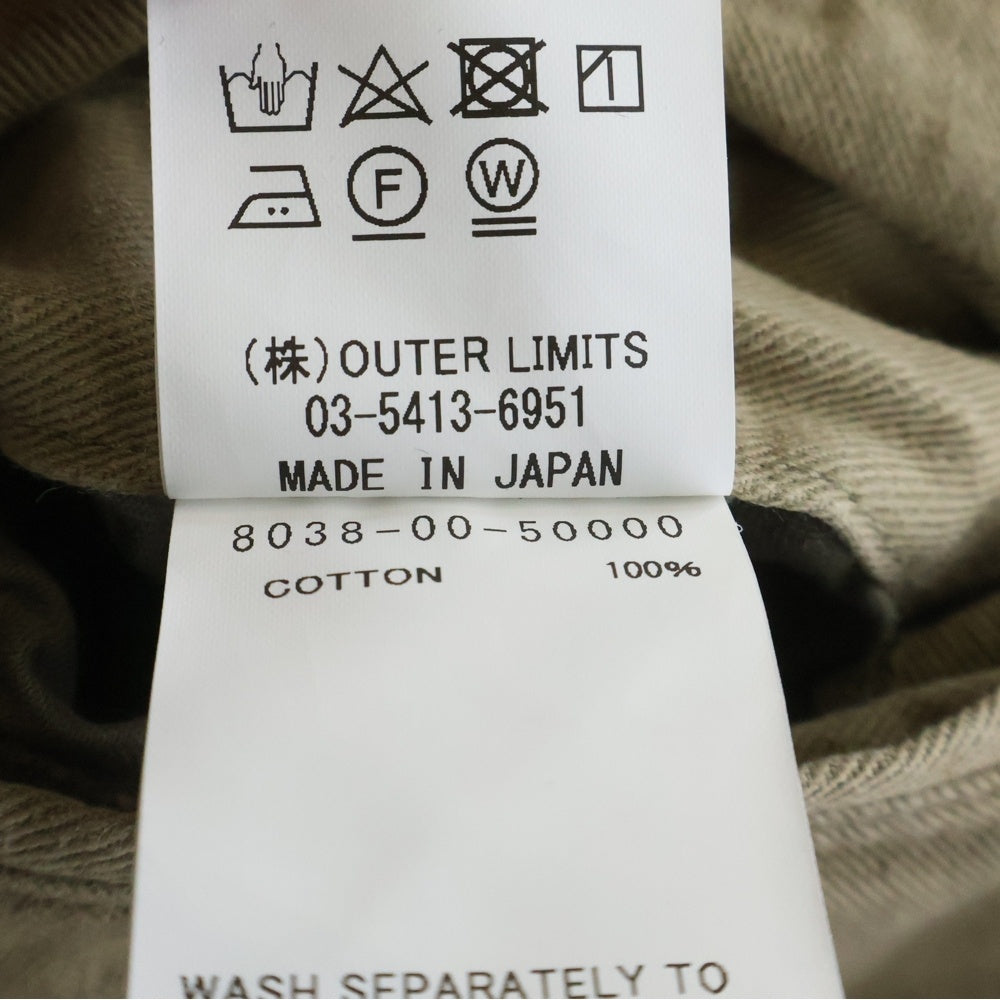 F W
(株)OUTER LIMITS
03-5413-6951
MADE IN JAPAN
8038-00-50000
COTTON 100%
WASH SEPARATELY TO